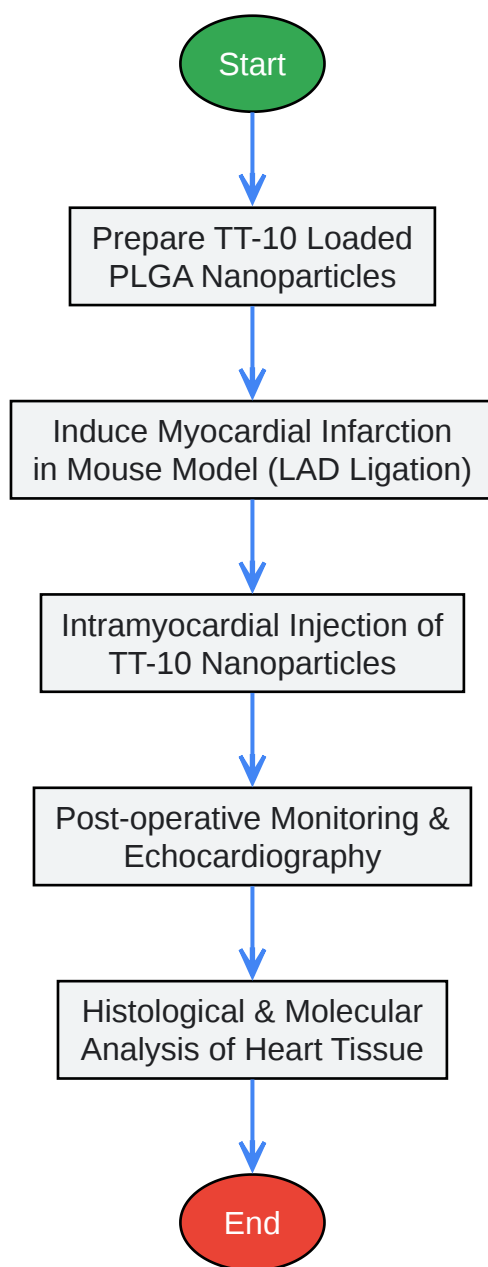 Start
Prepare TT-10 Loaded
PLGA Nanoparticles
Induce Myocardial Infarction
in Mouse Model (LAD Ligation)
Intramyocardial Injection of
TT-10 Nanoparticles
Post-operative Monitoring &
Echocardiography
Histological & Molecular
Analysis of Heart Tissue
End